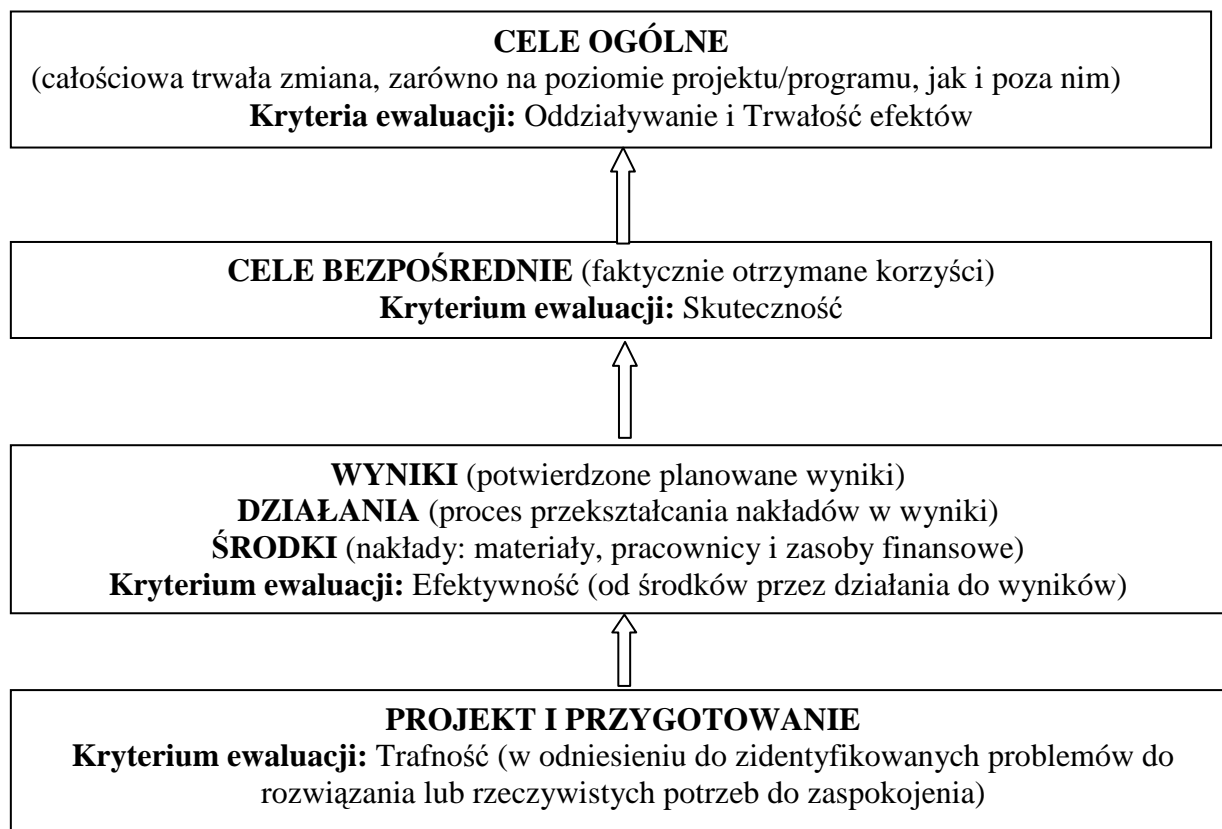 CELE OGÓLNE
(całościowa trwała zmiana, zarówno na poziomie projektu/programu, jak i poza nim)
Kryteria ewaluacji: Oddziaływanie i Trwałość efektów
CELE BEZPOŚREDNIE (faktycznie otrzymane korzyści)
Kryterium ewaluacji: Skuteczność
WYNIKI (potwierdzone planowane wyniki)
DZIAŁANIA (proces przekształcania nakładów w wyniki)
ŚRODKI (nakłady: materiały, pracownicy i zasoby finansowe)
Kryterium ewaluacji: Efektywność (od środków przez działania do wyników)
PROJEKT I PRZYGOTOWANIE
Kryterium ewaluacji: Trafność (w odniesieniu do zidentyfikowanych problemów do
rozwiązania lub rzeczywistych potrzeb do zaspokojenia)